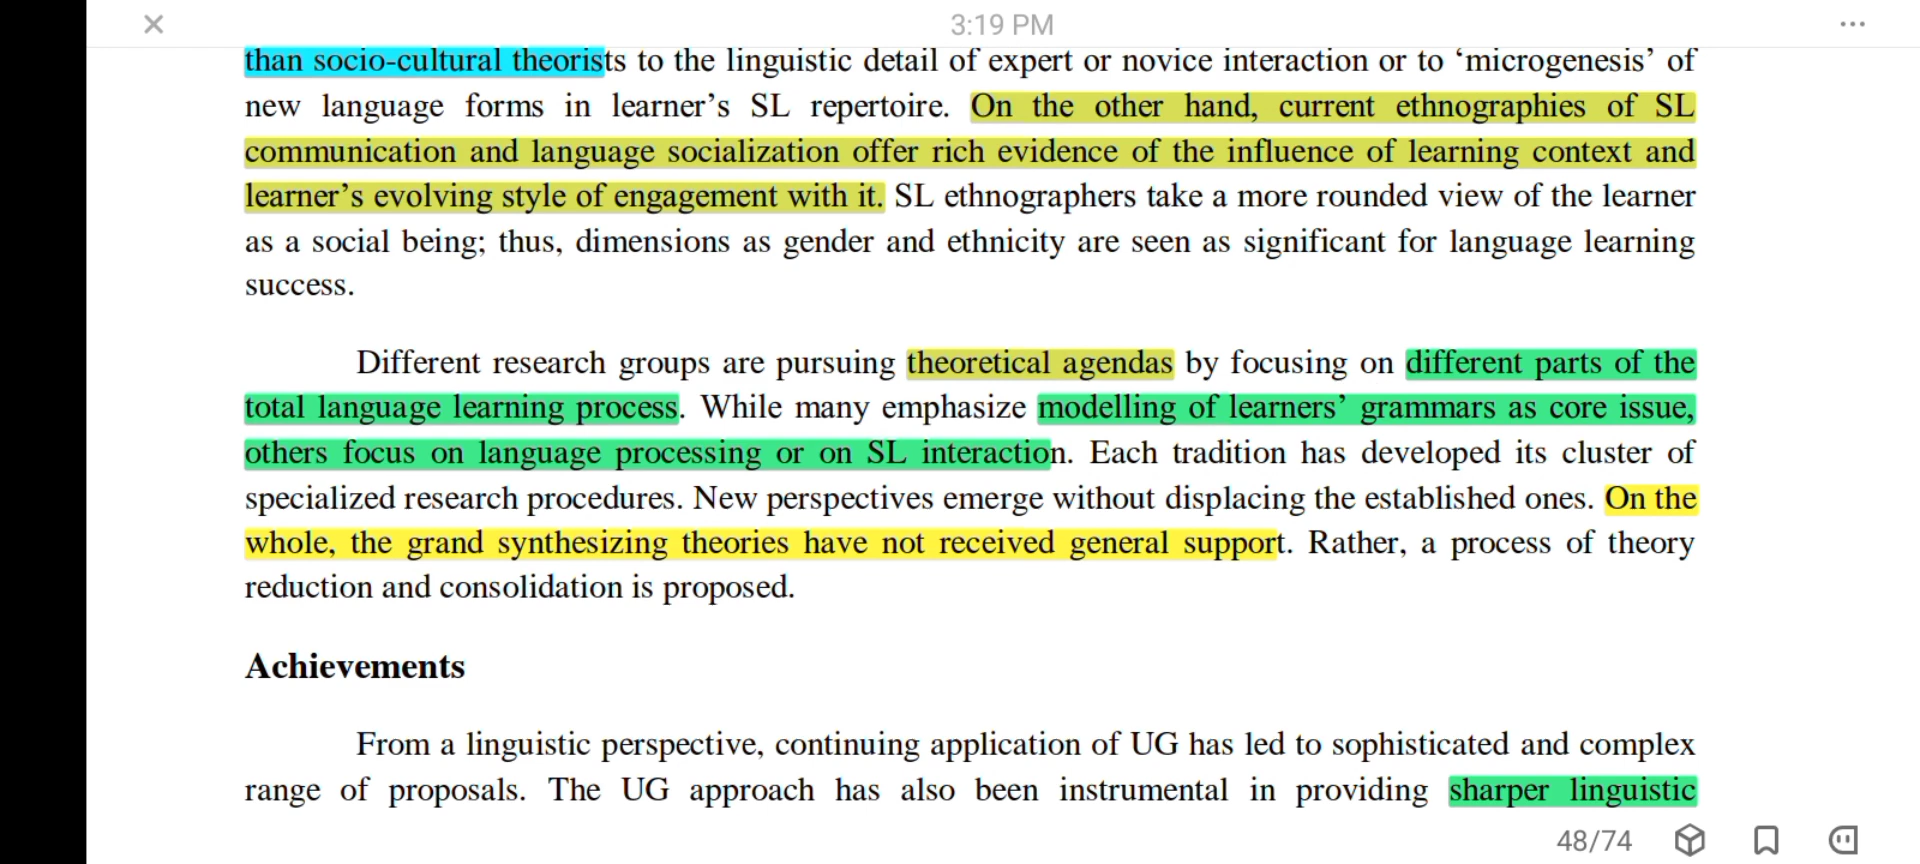 3:19 PM
than socio-cultural theorists to the linguistic detail of expert or novice interaction or to ‘microgenesis’ of
new language forms in learner’s SL repertoire. On the other hand, current ethnographies of SL
communication and language socialization offer rich evidence of the influence of learning context and
learner’s evolving style of engagement with it. SL ethnographers take a more rounded view of the learner
as a social being; thus, dimensions as gender and ethnicity are seen as significant for language learning
success.
Different research groups are pursuing theoretical agendas by focusing on different parts of the
total language learning process. While many emphasize modelling of learners’ grammars as core issue,
others focus on language processing or on SL interaction. Each tradition has developed its cluster of
specialized research procedures. New perspectives emerge without displacing the established ones. On the
whole, the grand synthesizing theories have not received general support. Rather, a process of theory
reduction and consolidation is proposed.
Achievements
From a linguistic perspective, continuing application of UG has led to sophisticated and complex
range of proposals. The UG approach has also been instrumental in providing sharper linguistic
48/74